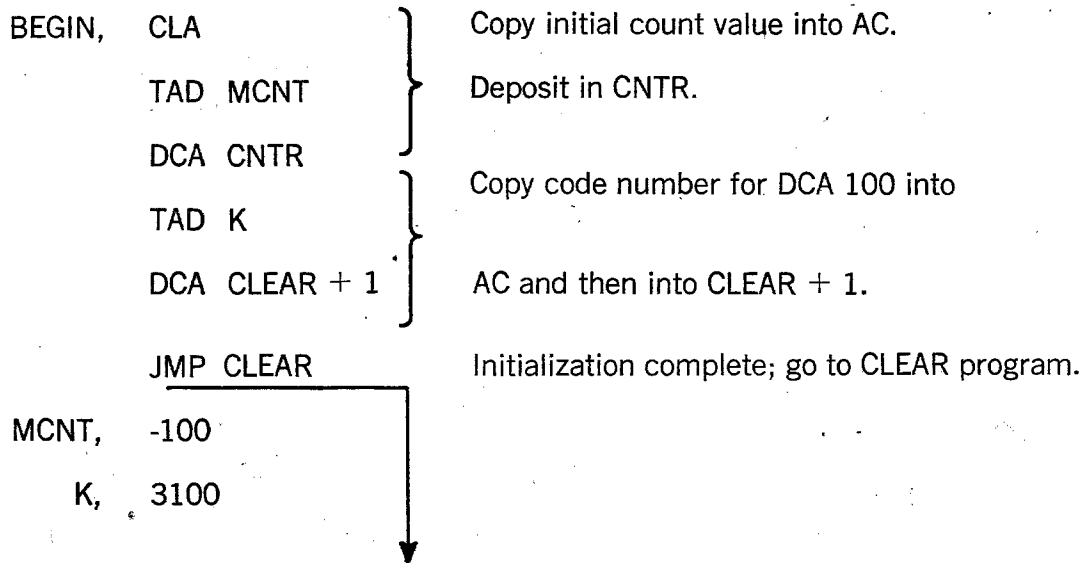 BEGIN, CLA Copy initial count value into AC.
TAD MCNT Deposit in CNTR.
DCA CNTR
Copy code number for DCA 100 into
TAD K
DCA CLEAR + 1 AC and then into CLEAR + 1.
JMP CLEAR Initialization complete; go to CLEAR program.
MCNT, -100
K, 3100